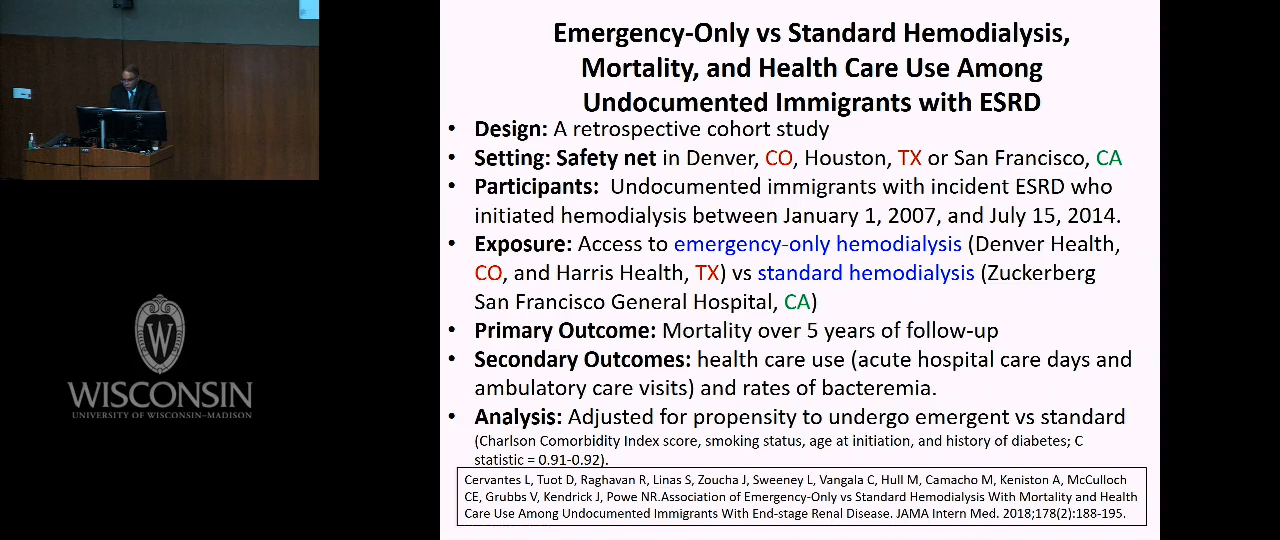 Emergency-Only vs Standard Hemodialysis,
Mortality, and Health Care Use Among
Undocumented Immigrants with ESRD
• Design: A retrospective cohort study
• Setting: Safety net in Denver, CO, Houston, TX or San Francisco, CA
• Participants: Undocumented immigrants with incident ESRD who
initiated hemodialysis between January 1, 2007, and July 15, 2014.
• Exposure: Access to emergency-only hemodialysis (Denver Health,
CO, and Harris Health, TX) vs standard hemodialysis (Zuckerberg
San Francisco General Hospital, CA)
• Primary Outcome: Mortality over 5 years of follow-up
• Secondary Outcomes: health care use (acute hospital care days and
ambulatory care visits) and rates of bacteremia.
• Analysis: Adjusted for propensity to undergo emergent vs standard
(Charlson Comorbidity Index score, smoking status, age at initiation, and history of diabetes; C
statistic = 0.91-0.92).
Cervantes L, Tuot D, Raghavan R, Linas S, Zoucha J, Sweeney L, Vangala C, Hull M, Camacho M, Keniston A, McCulloch
CE, Grubbs V, Kendrick J, Powe NR.Association of Emergency-Only vs Standard Hemodialysis With Mortality and Health
Care Use Among Undocumented Immigrants With End-stage Renal Disease. JAMA Intern Med. 2018;178(2):188-195.
W
WISCONSIN
UNIVERSITY OF WISCONSIN–MADISON